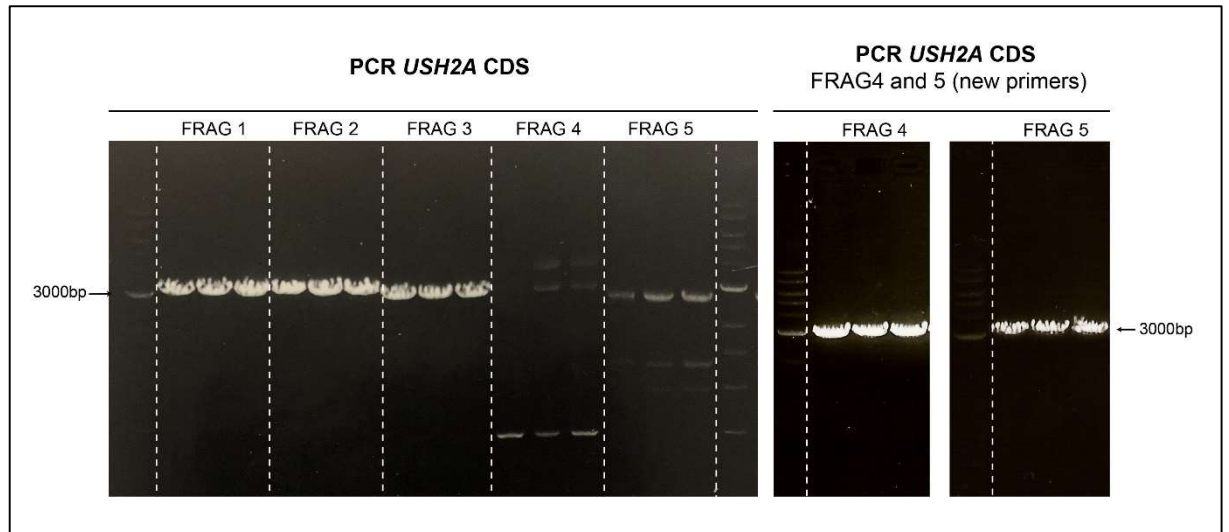 PCR USH2A CDS
FRAG 1 FRAG 2 FRAG 3 FRAG 4 FRAG 5
3000bp
PCR USH2A CDS
FRAG4 and 5 (new primers)
FRAG 4 FRAG 5
3000bp